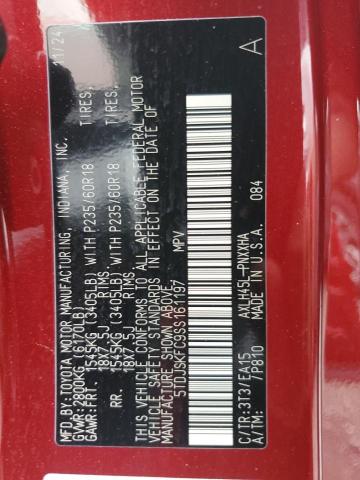 MFD. BY: TOYOTA MOTOR MANUFACTURING, INDIANA, INC. 11/24
GVWR: 2800KG (6170LB)
GAWR: FRT. 1545KG (3405LB) WITH P235/60R18 TIRES,
18X7.5J RIMS
RR. 1545KG (3405LB) WITH P235/60R18 TIRES,
18X7.5J RIMS
THIS VEHICLE CONFORMS TO ALL APPLICABLE FEDERAL MOTOR
VEHICLE SAFETY STANDARDS IN EFFECT ON THE DATE OF
MANUFACTURE SHOWN ABOVE.
5TDJSKFC9SS161197 MPV
A
C/TR: 3T3/EA15 AXLH45L-PNXXHA
A/TM: /P810 MADE IN U.S.A. 084